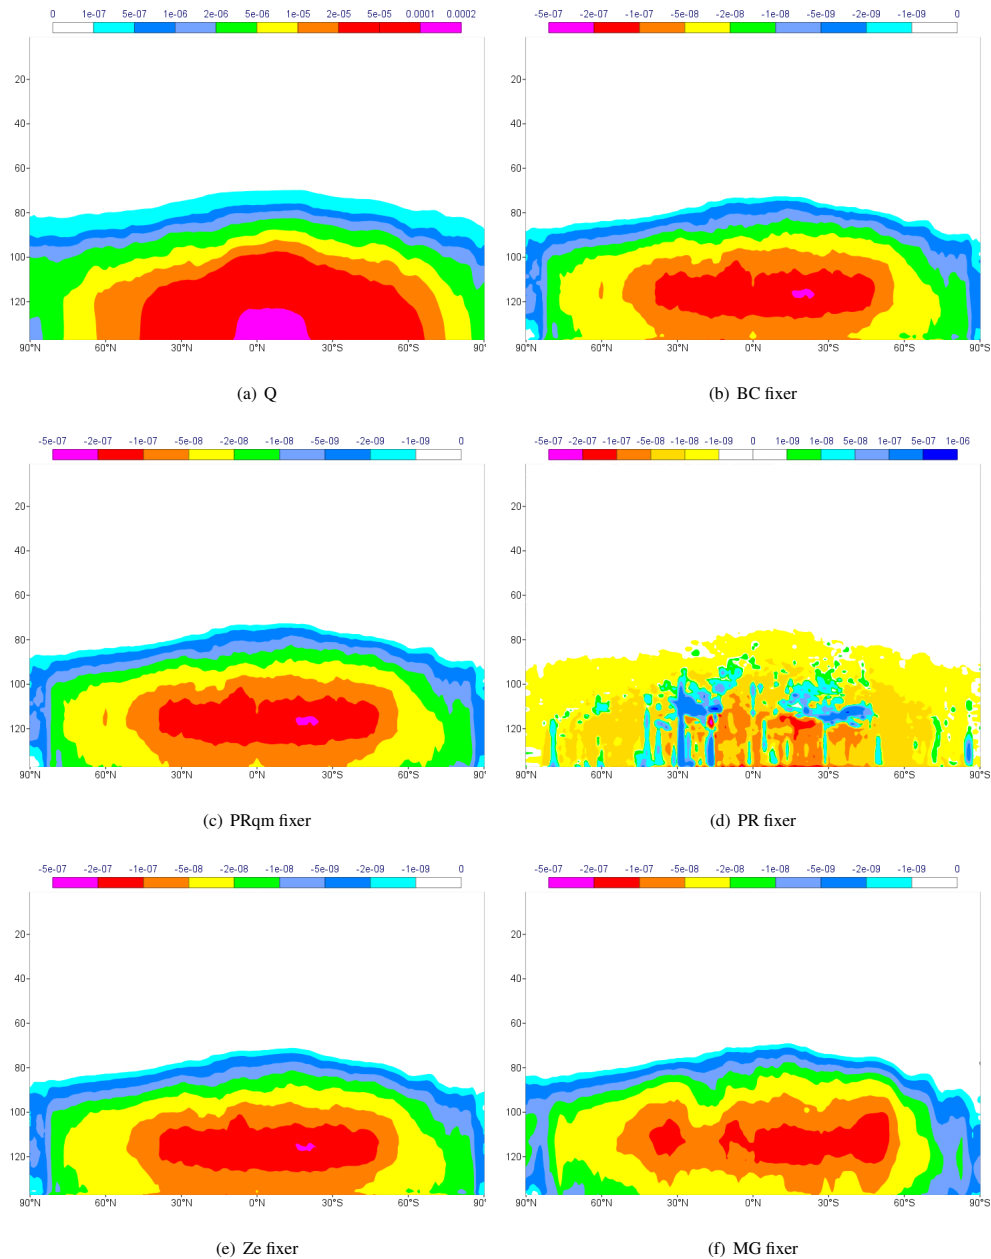 0 1e-07 5e-07 1e-06 2e-06 5e-06 1e-05 2e-05 5e-05 0.0001 0.0002
20
40
60
80
100
120
90°N 60°N 30°N 0°N 30°S 60°S 90°
(a) Q
-5e-07 -2e-07 -1e-07 -5e-08 -2e-08 -1e-08 -5e-09 -2e-09 -1e-09 0
20
40
60
80
100
120
90°N 60°N 30°N 0°N 30°S 60°S 90°S
(b) BC fixer
-5e-07 -2e-07 -1e-07 -5e-08 -2e-08 -1e-08 -5e-09 -2e-09 -1e-09 0
20
40
60
80
100
120
90°N 60°N 30°N 0°N 30°S 60°S 90°S
(c) PRqm fixer
-5e-07 -2e-07 -1e-07 -5e-08 -1e-08 -1e-09 0 1e-09 1e-08 5e-08 1e-07 5e-07 1e-06
20
40
60
80
100
120
90°N 60°N 30°N 0°N 30°S 60°S 90°S
(d) PR fixer
-5e-07 -2e-07 -1e-07 -5e-08 -2e-08 -1e-08 -5e-09 -2e-09 -1e-09 0
20
40
60
80
100
120
90°N 60°N 30°N 0°N 30°S 60°S 90°S
(e) Ze fixer
-5e-07 -2e-07 -1e-07 -5e-08 -2e-08 -1e-08 -5e-09 -2e-09 -1e-09 0
20
40
60
80
100
120
90°N 60°N 30°N 0°N 30°S 60°S 90°S
(f) MG fixer